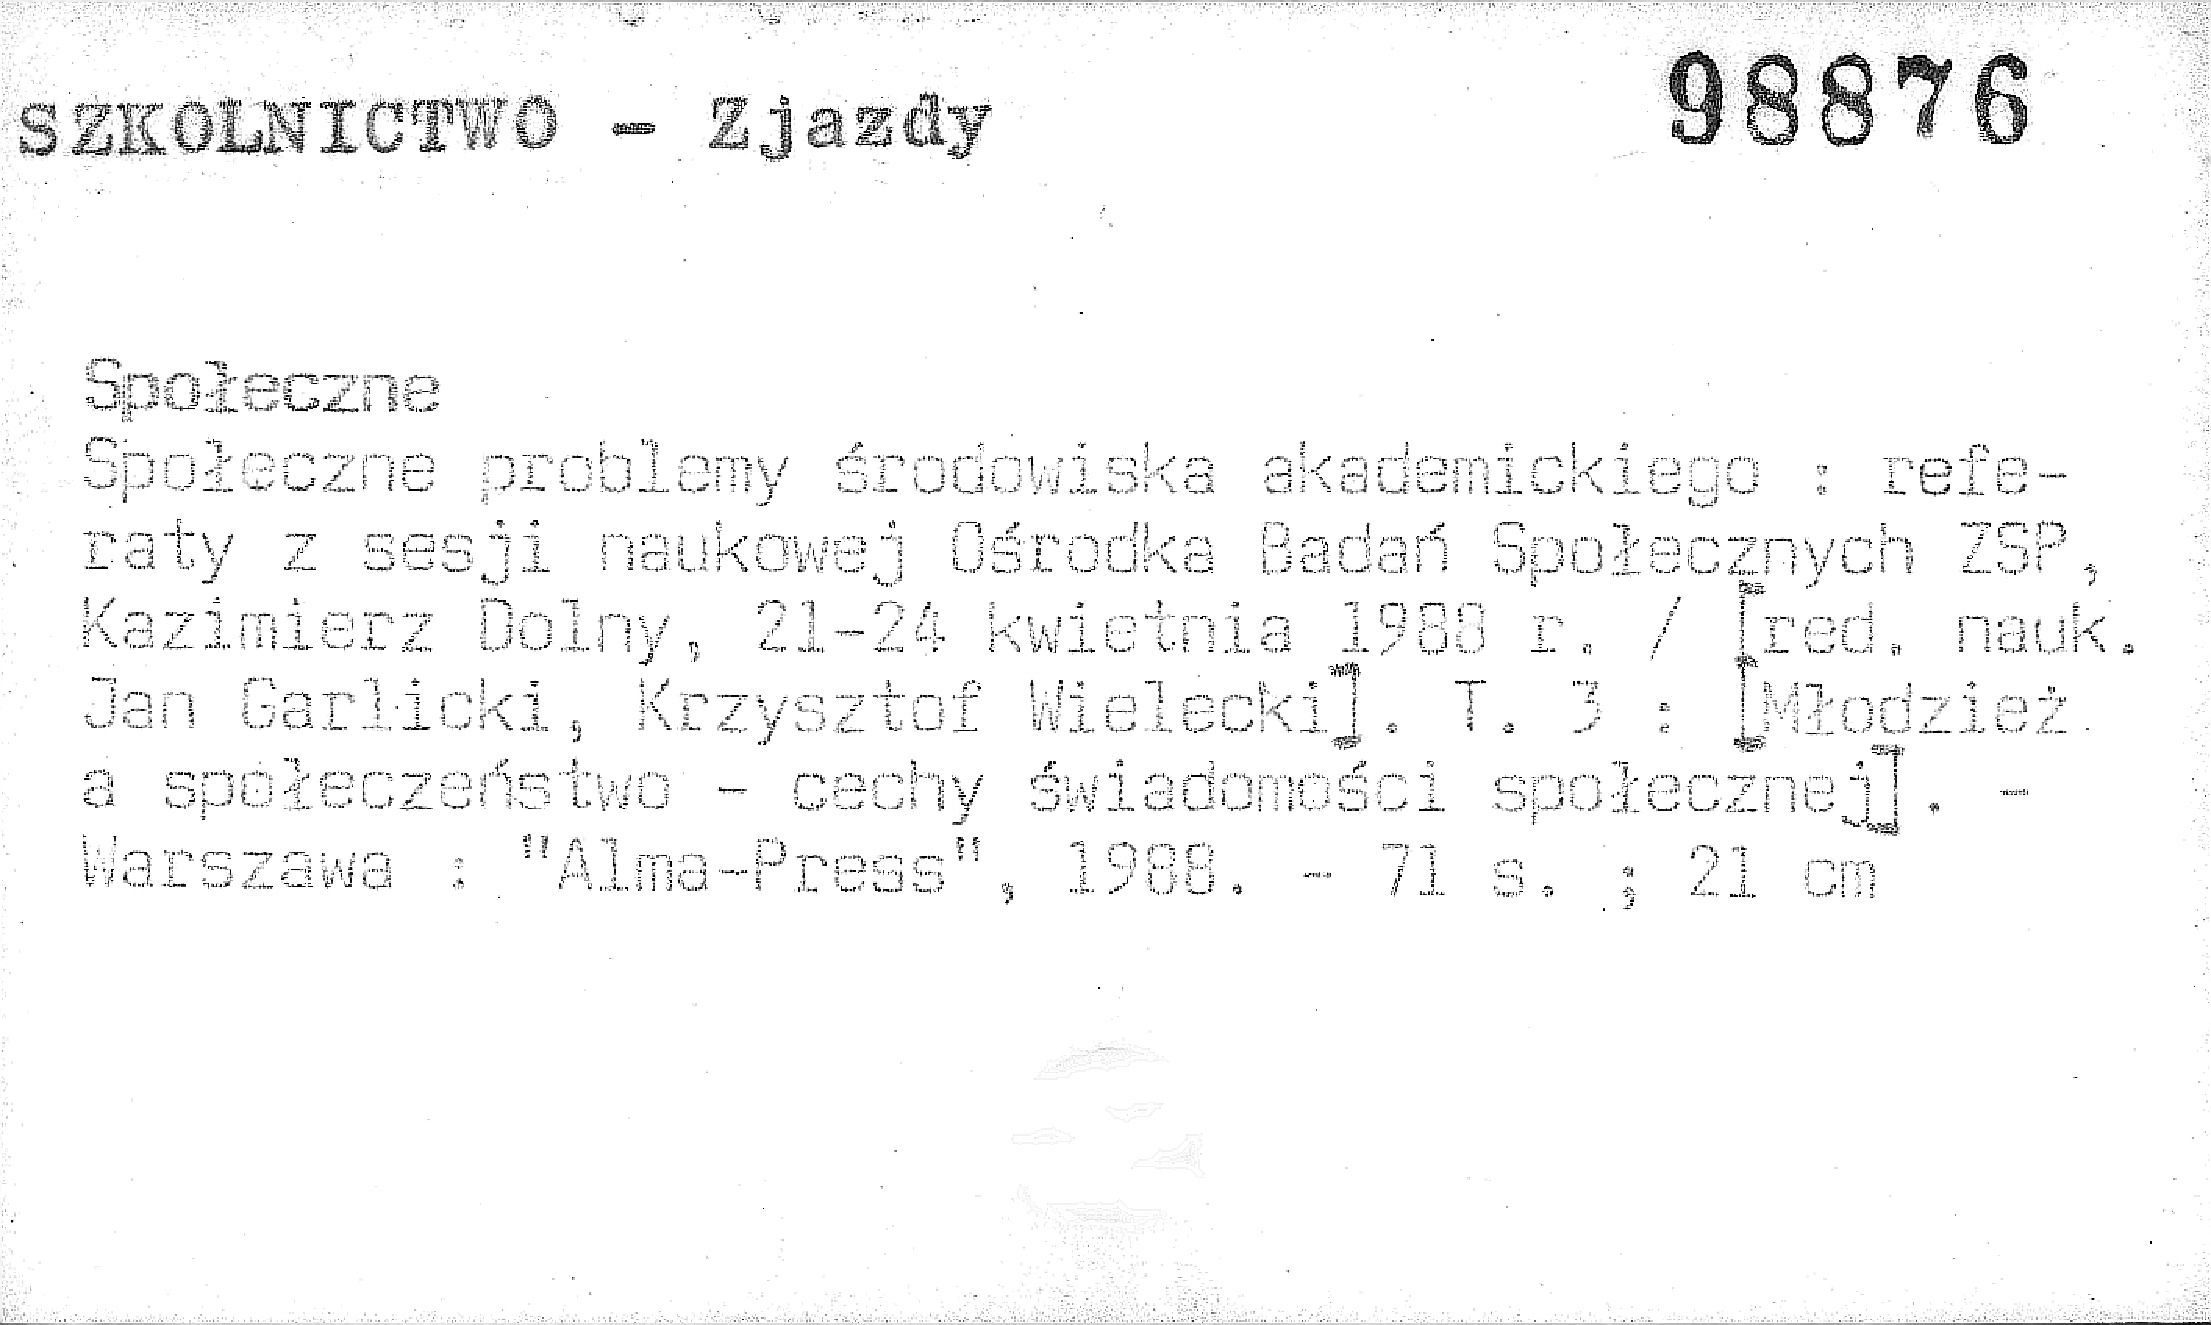 SZKOLNICTWO - Zjazdy
98876
Społeczne
Społeczne problemy środowiska akademickiego : refe-
raty z sesji naukowej Ośrodka Badań Społecznych ZSP,
Kazimierz Dolny, 21-24 kwietnia 1988 r. / [red. nauk.
Jan Garlicki, Krzysztof Wielecki]. T. 3 : [Młodzież
a społeczeństwo - cechy świadomości społecznej]. -
Warszawa : "Alma-Press", 1988. - 71 s. ; 21 cm